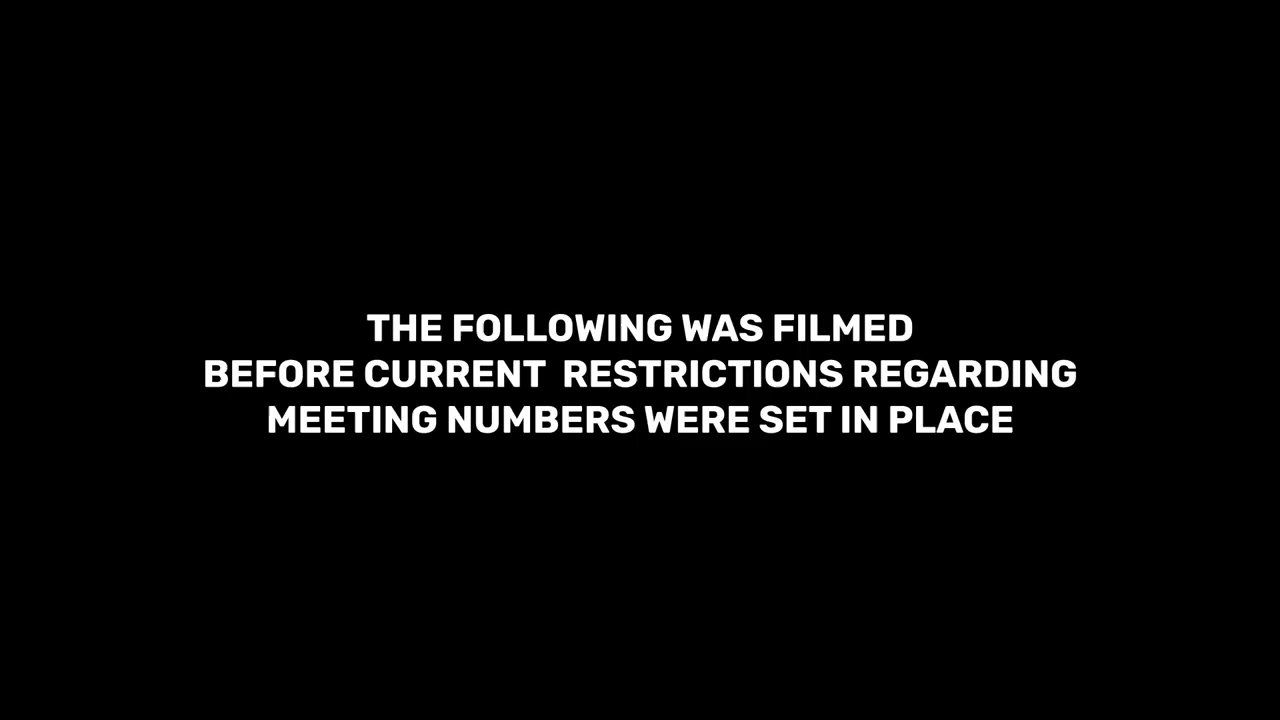 THE FOLLOWING WAS FILMED
BEFORE CURRENT  RESTRICTIONS REGARDING
MEETING NUMBERS WERE SET IN PLACE